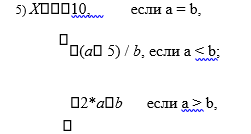 5) X□□□10, если a = b,
□
□(a□ 5) / b, если a < b;
□2*a□b если a > b,
□